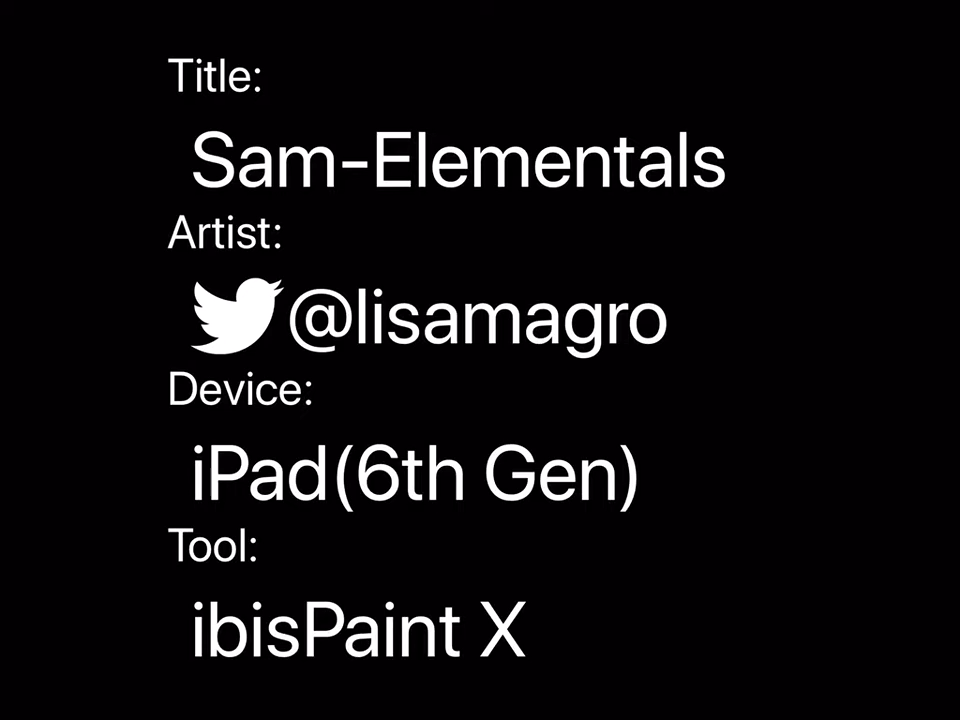 Title:
Sam-Elementals
Artist:
@lisamagro
Device:
iPad(6th Gen)
Tool:
ibisPaint X